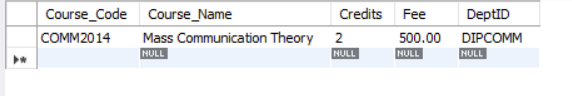 Course_Code Course_Name Credits Fee DeptID
COMM2014 Mass Communication Theory 2 500.00 DIPCOMM
NULL NULL NULL NULL